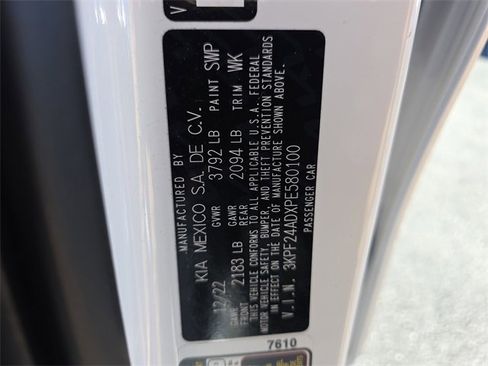 MANUFACTURED BY
KIA MEXICO S.A. DE C.V.
12/22 GVWR 3792 LB PAINT SWP
GAWR FRONT 2183 LB GAWR REAR 2094 LB TRIM WK
THIS VEHICLE CONFORMS TO ALL APPLICABLE U.S.A. FEDERAL
MOTOR VEHICLE SAFETY, BUMPER, AND THEFT PREVENTION STANDARDS
IN EFFECT ON THE DATE OF MANUFACTURE SHOWN ABOVE.
V.I.N. 3KPF24ADXPE580100
PASSENGER CAR
7610
V